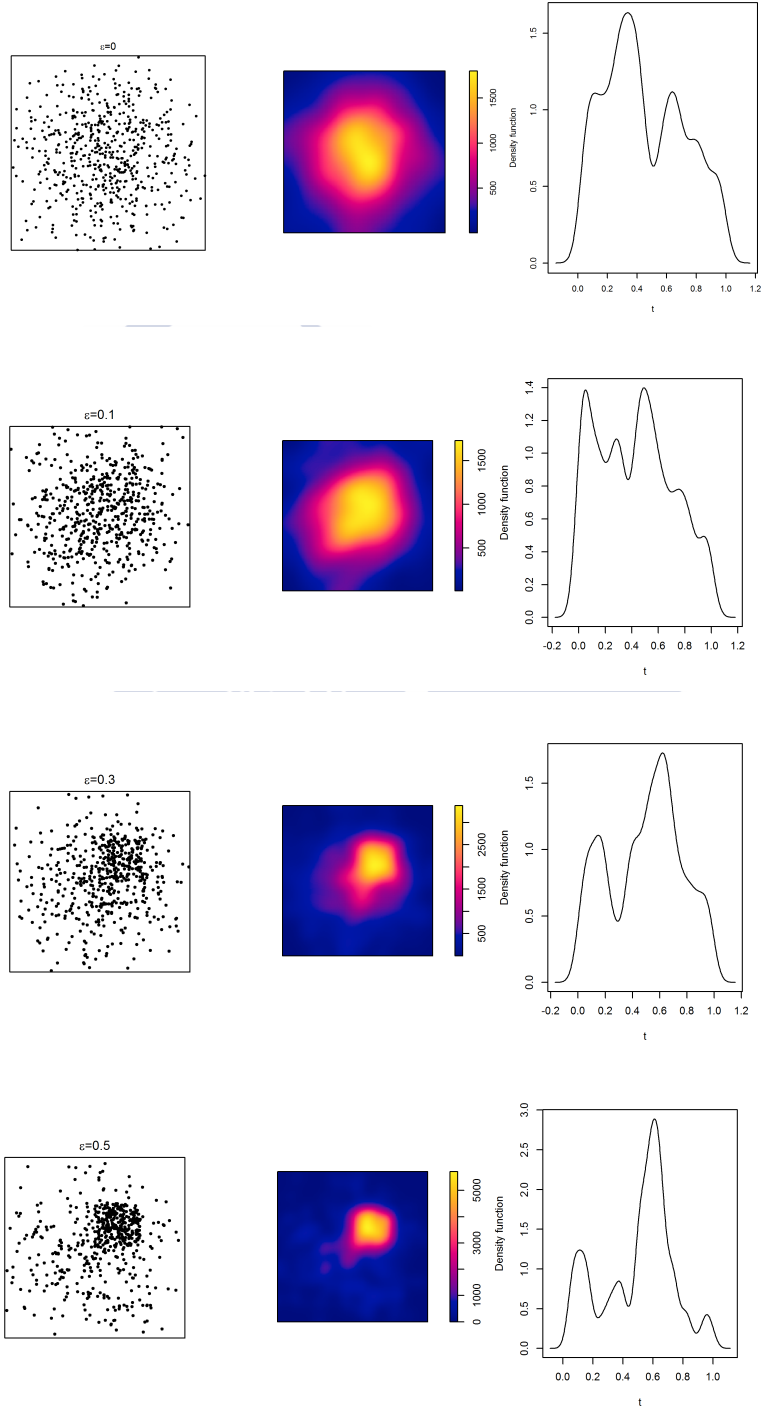 ε=0
500 1000 1500
Density function
0.0 0.5 1.0 1.5
0.0 0.2 0.4 0.6 0.8 1.0 1.2
t
ε=0.1
500 1000 1500
Density function
0.0 0.2 0.4 0.6 0.8 1.0 1.2 1.4
-0.2 0.0 0.2 0.4 0.6 0.8 1.0 1.2
t
ε=0.3
500 1500 2500
Density function
0.0 0.5 1.0 1.5
-0.2 0.0 0.2 0.4 0.6 0.8 1.0 1.2
t
ε=0.5
0 1000 3000 5000
Density function
0.0 0.5 1.0 1.5 2.0 2.5 3.0
0.0 0.2 0.4 0.6 0.8 1.0
t